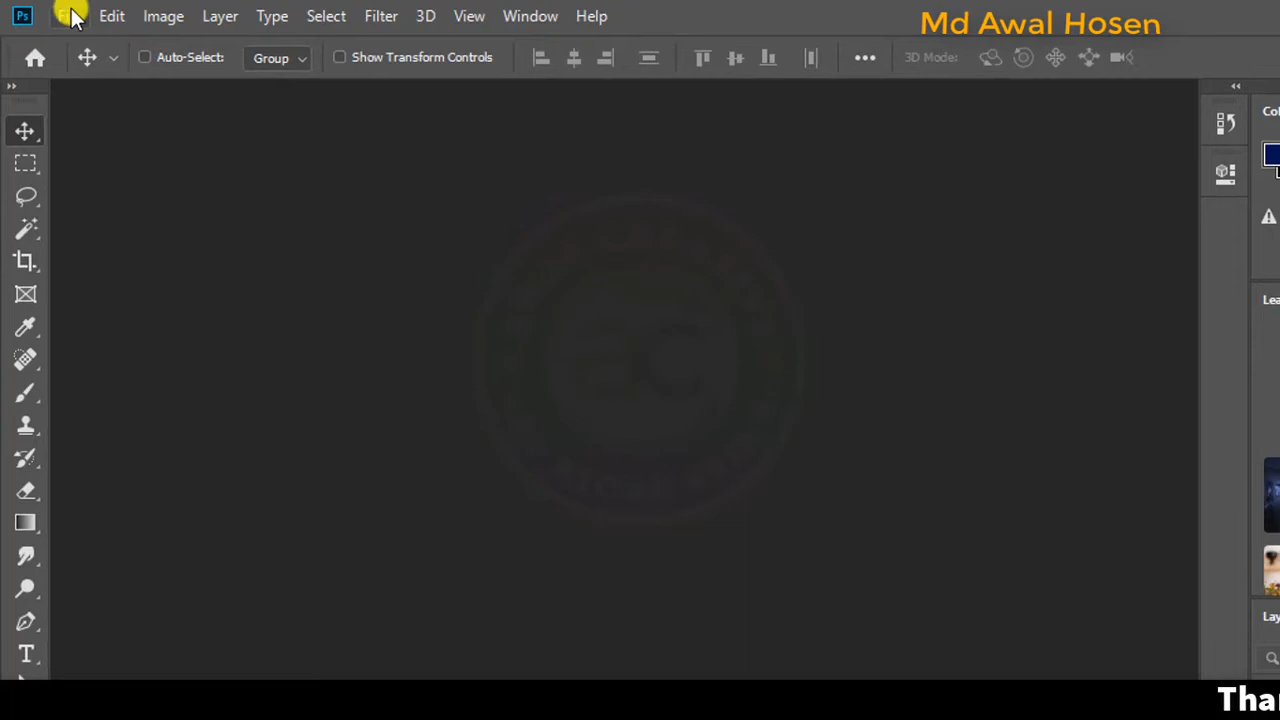 Ps Edit Image Layer Type Select Filter 3D View Window Help
Md Awal Hosen
Auto-Select: Group Show Transform Controls 3D Mode:
T